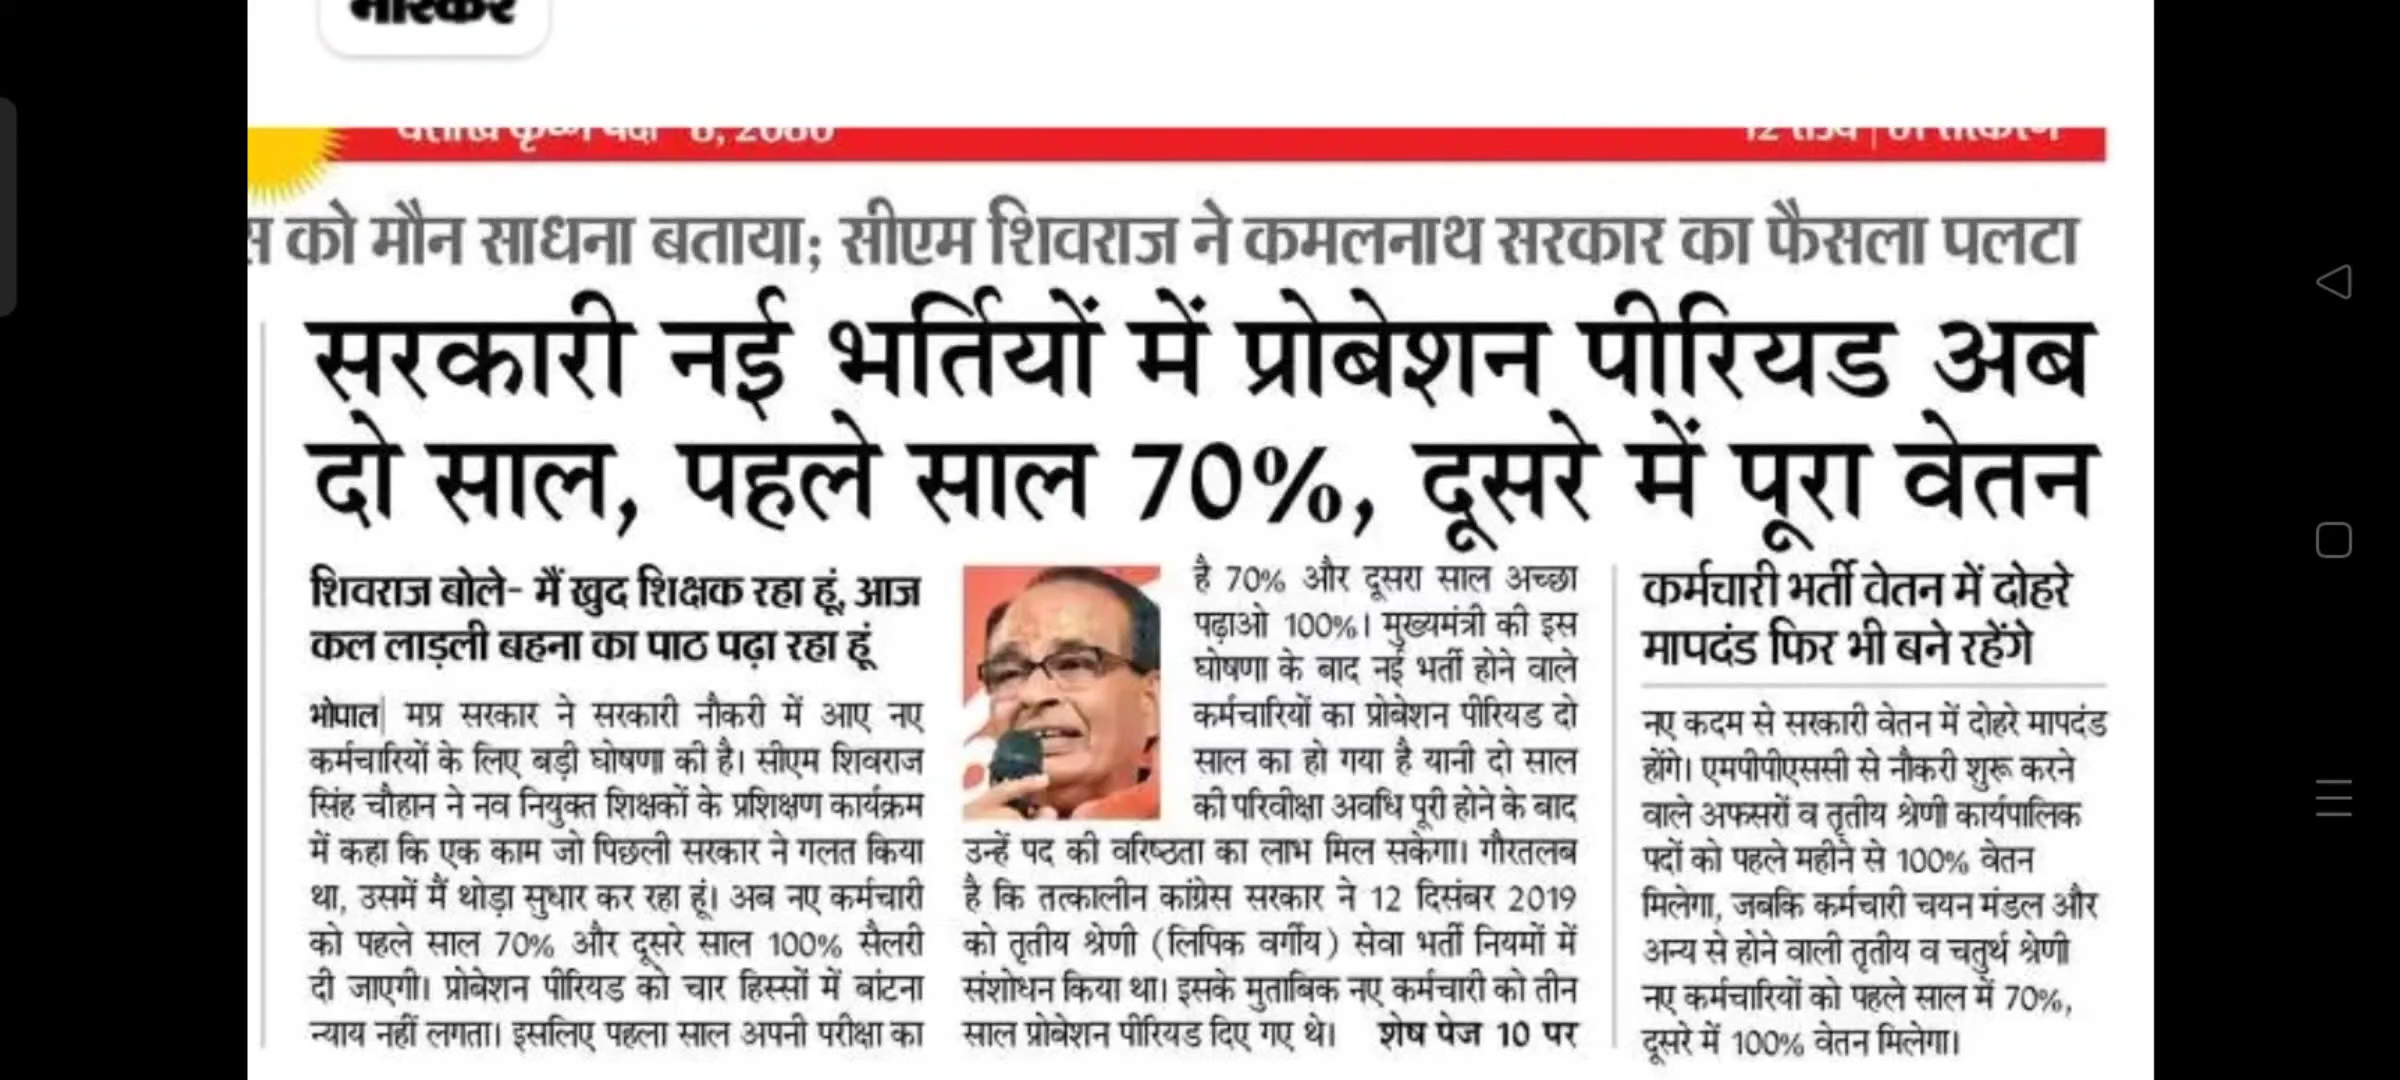 भास्कर
वैशाख कृष्ण पक्ष 8, 2080
12 राज्य | 61 संस्करण
को मौन साधना बताया; सीएम शिवराज ने कमलनाथ सरकार का फैसला पलटा
सरकारी नई भर्तियों में प्रोबेशन पीरियड अब
दो साल, पहले साल 70%, दूसरे में पूरा वेतन
शिवराज बोले- मैं खुद शिक्षक रहा हूं, आज
कल लाड़ली बहना का पाठ पढ़ा रहा हूं
भोपाल| मप्र सरकार ने सरकारी नौकरी में आए नए
कर्मचारियों के लिए बड़ी घोषणा की है। सीएम शिवराज
सिंह चौहान ने नव नियुक्त शिक्षकों के प्रशिक्षण कार्यक्रम
में कहा कि एक काम जो पिछली सरकार ने गलत किया
था, उसमें मैं थोड़ा सुधार कर रहा हूं। अब नए कर्मचारी
को पहले साल 70% और दूसरे साल 100% सैलरी
दी जाएगी। प्रोबेशन पीरियड को चार हिस्सों में बांटना
न्याय नहीं लगता। इसलिए पहला साल अपनी परीक्षा का
है 70% और दूसरा साल अच्छा
पढ़ाओ 100%। मुख्यमंत्री की इस
घोषणा के बाद नई भर्ती होने वाले
कर्मचारियों का प्रोबेशन पीरियड दो
साल का हो गया है यानी दो साल
की परिवीक्षा अवधि पूरी होने के बाद
उन्हें पद की वरिष्ठता का लाभ मिल सकेगा। गौरतलब
है कि तत्कालीन कांग्रेस सरकार ने 12 दिसंबर 2019
को तृतीय श्रेणी (लिपिक वर्गीय) सेवा भर्ती नियमों में
संशोधन किया था। इसके मुताबिक नए कर्मचारी को तीन
साल प्रोबेशन पीरियड दिए गए थे। शेष पेज 10 पर
कर्मचारी भर्ती वेतन में दोहरे
मापदंड फिर भी बने रहेंगे
नए कदम से सरकारी वेतन में दोहरे मापदंड
होंगे। एमपीपीएससी से नौकरी शुरू करने
वाले अफसरों व तृतीय श्रेणी कार्यपालिक
पदों को पहले महीने से 100% वेतन
मिलेगा, जबकि कर्मचारी चयन मंडल और
अन्य से होने वाली तृतीय व चतुर्थ श्रेणी
नए कर्मचारियों को पहले साल में 70%,
दूसरे में 100% वेतन मिलेगा।